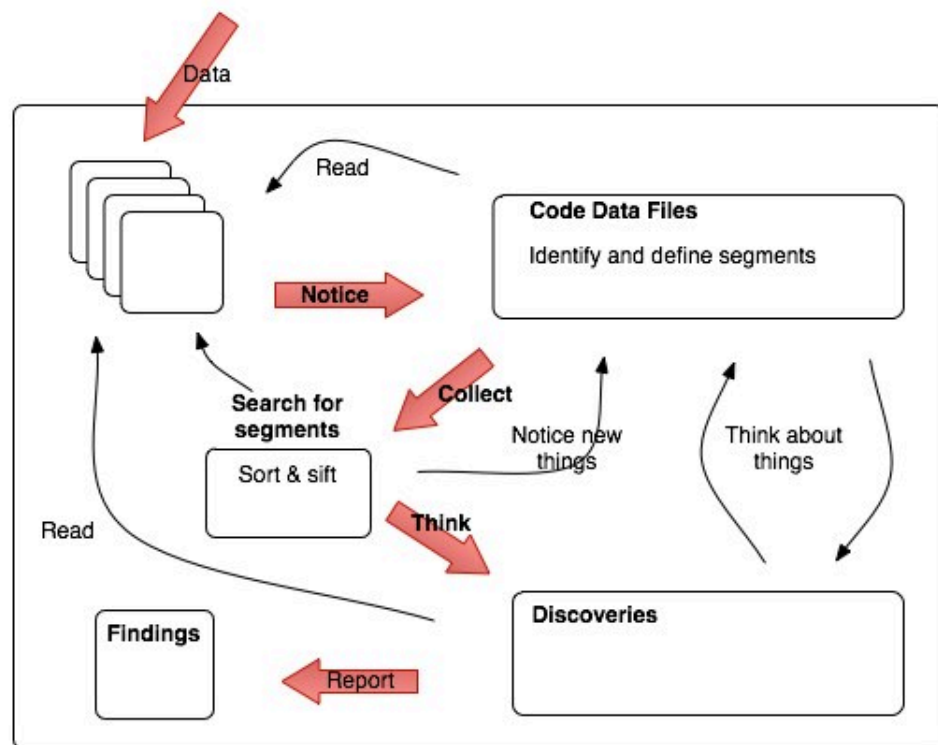 Data
Read
Code Data Files
Identify and define segments
Notice
Collect
Search for
segments
Sort & sift
Notice new
things
Think about
things
Think
Read
Discoveries
Findings
Report